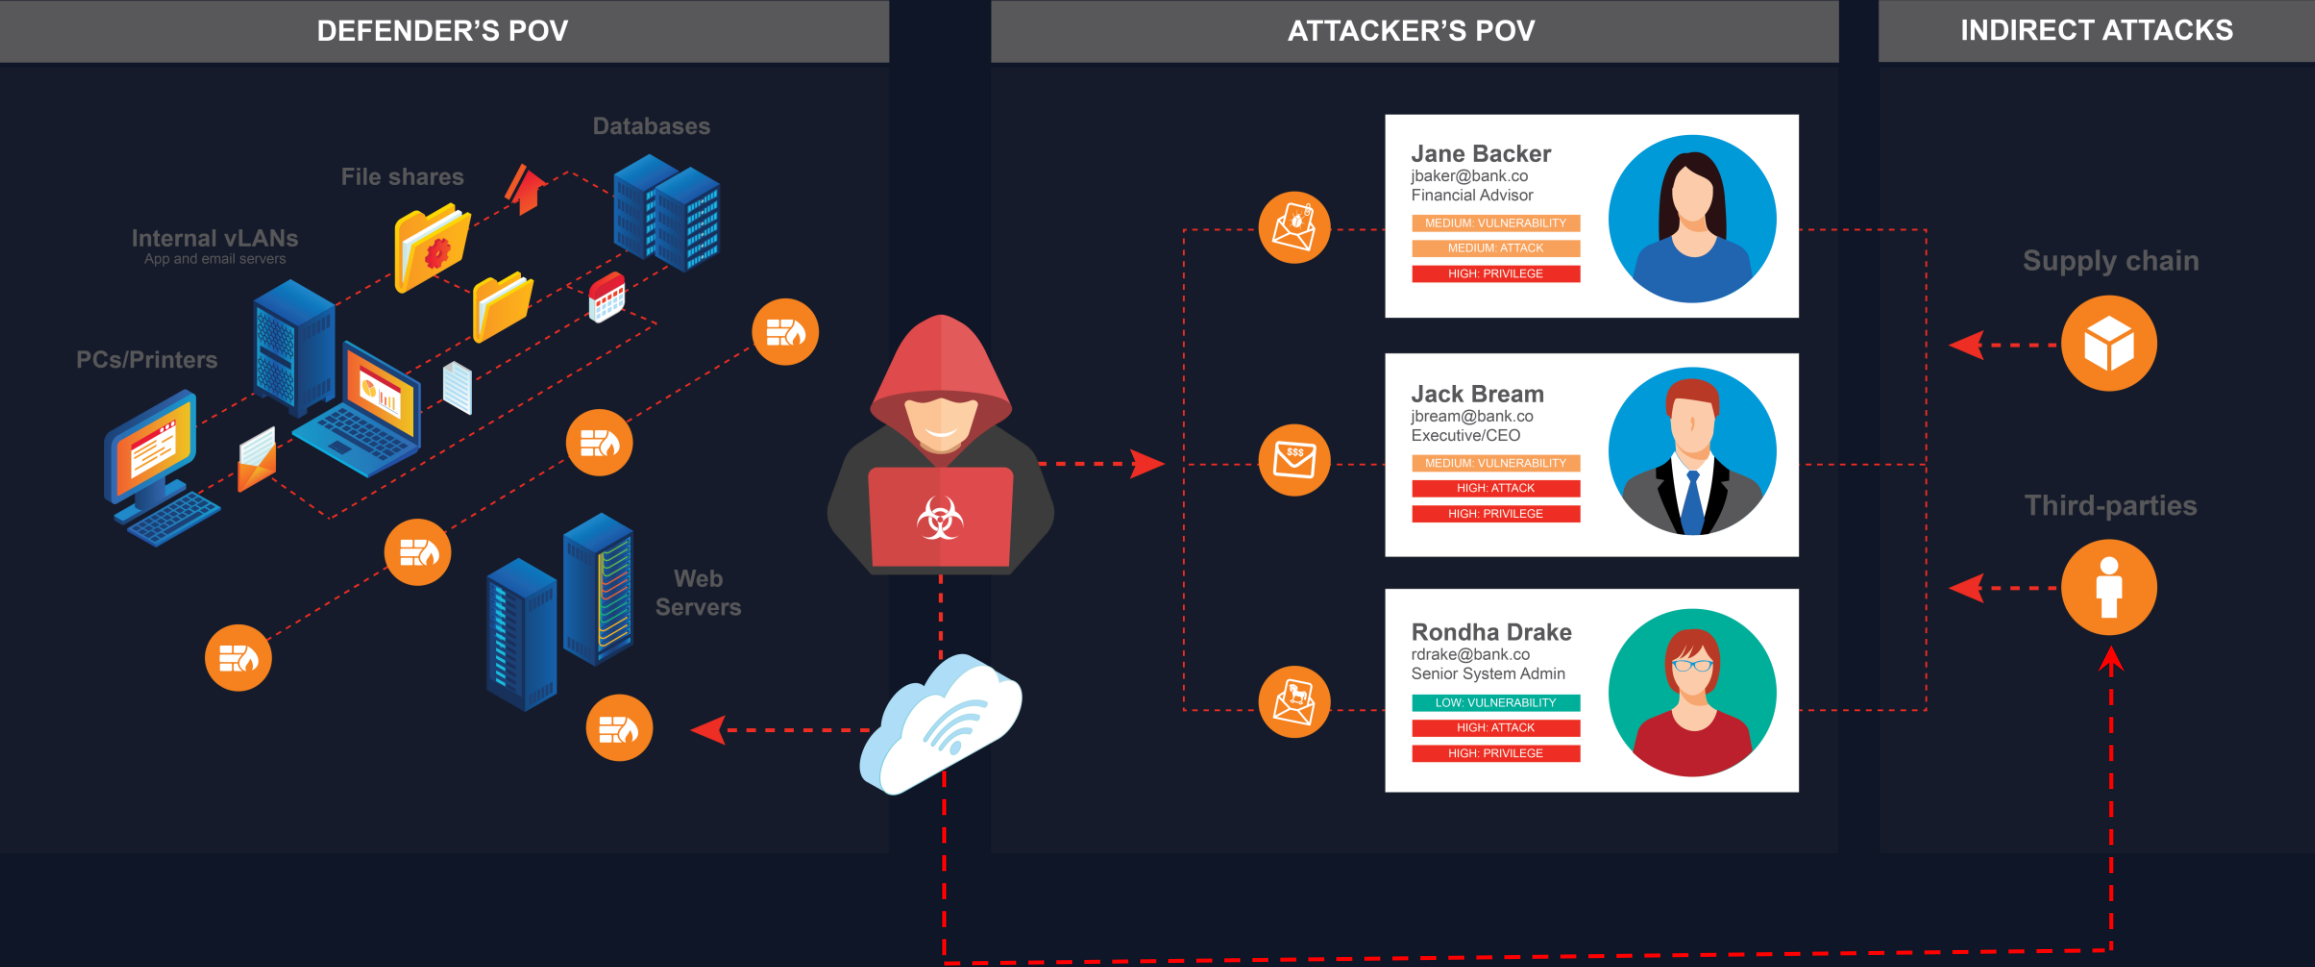 DEFENDER'S POV
Databases
File shares
Internal vLANs
App and email servers
PCs/Printers
Web
Servers
ATTACKER'S POV
Jane Backer
jbaker@bank.co
Financial Advisor
MEDIUM: VULNERABILITY
MEDIUM: ATTACK
HIGH: PRIVILEGE
$$$
Jack Bream
jbream@bank.co
Executive/CEO
MEDIUM: VULNERABILITY
HIGH: ATTACK
HIGH: PRIVILEGE
Rondha Drake
rdrake@bank.co
Senior System Admin
LOW: VULNERABILITY
HIGH: ATTACK
HIGH: PRIVILEGE
INDIRECT ATTACKS
Supply chain
Third-parties